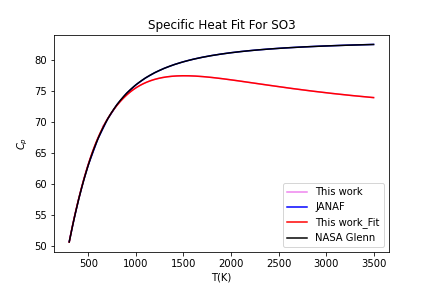 Specific Heat Fit For SO3
80
75
70
65
60
55
50
Cp
This work
JANAF
This work_Fit
NASA Glenn
500
1000
1500
2000
2500
3000
3500
T(K)